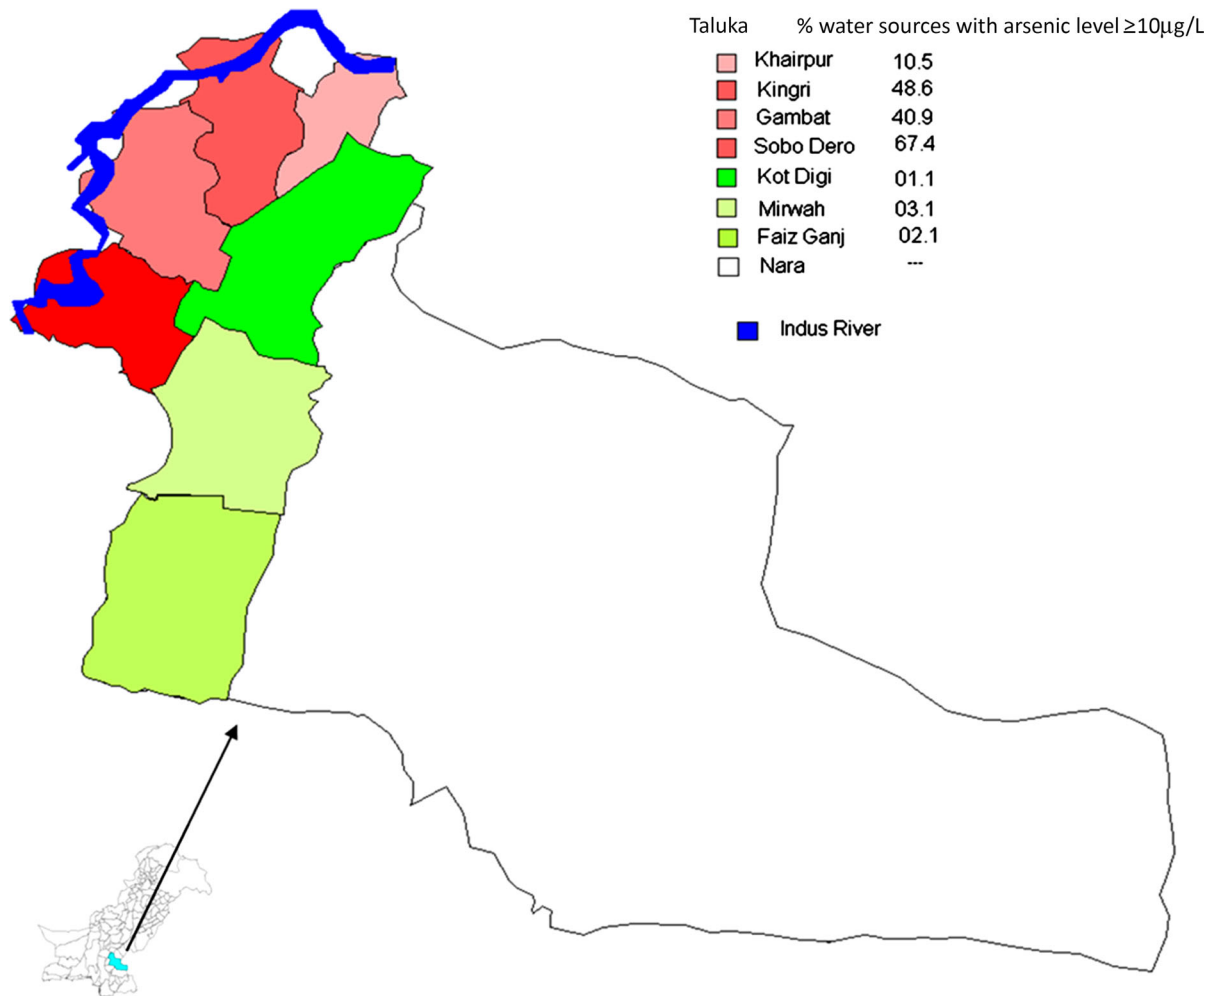 Taluka % water sources with arsenic level ≥10µg/L
Khairpur 10.5
Kingri 48.6
Gambat 40.9
Sobo Dero 67.4
Kot Digi 01.1
Mirwah 03.1
Faiz Ganj 02.1
Nara ---
Indus River